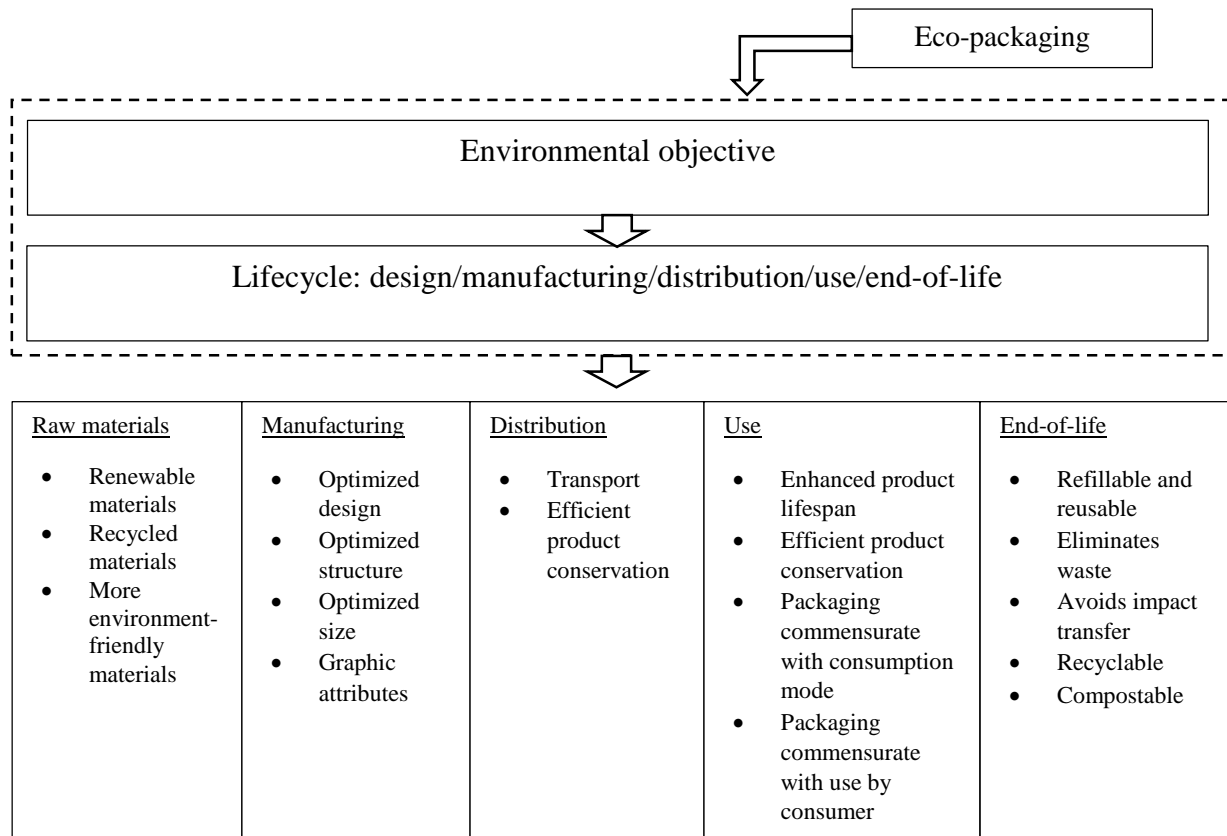 Eco-packaging
Environmental objective
Lifecycle: design/manufacturing/distribution/use/end-of-life
Raw materials
• Renewable
materials
• Recycled
materials
• More
environment-
friendly
materials
Manufacturing
• Optimized
design
• Optimized
structure
• Optimized
size
• Graphic
attributes
Distribution
• Transport
• Efficient
product
conservation
Use
• Enhanced product
lifespan
• Efficient product
conservation
• Packaging
commensurate
with consumption
mode
• Packaging
commensurate
with use by
consumer
End-of-life
• Refillable and
reusable
• Eliminates
waste
• Avoids impact
transfer
• Recyclable
• Compostable